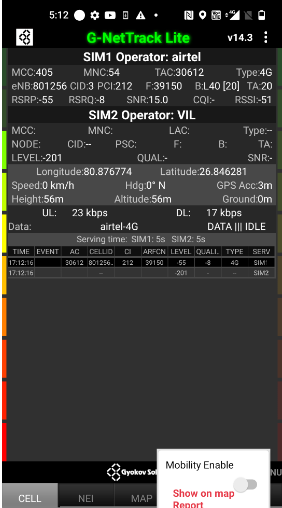 5:12
G-NetTrack Lite v14.3
SIM1 Operator: airtel
MCC:405 MNC:54 TAC:30612 Type:4G
eNB:801256 CID:3 PCI:212 F:39150 B:L40 [20] TA:20
RSRP:-55 RSRQ:-8 SNR:15.0 CQI:- RSSI:-51
SIM2 Operator: VIL
MCC: MNC: LAC: Type:--
NODE: CID:-- PSC: F: B: TA:
LEVEL:-201 QUAL:- SNR:-
Longitude:80.876774 Latitude:26.846281
Speed:0 km/h Hdg:0° N GPS Acc:3m
Height:56m Altitude:56m Ground:0m
UL: 23 kbps DL: 17 kbps
Data: airtel-4G DATA ||| IDLE
Serving time: SIM1: 5s SIM2: 5s
TIME EVENT AC CELLID CI ARFCN LEVEL QUAL. TYPE SERV
17:12:16 30612 801256.. 212 39150 -55 -8 4G SIM1
17:12:16 -- -201 -- SIM2
Gyokov Sol
Mobility Enable
Show on map
Report
CELL NEI MAP